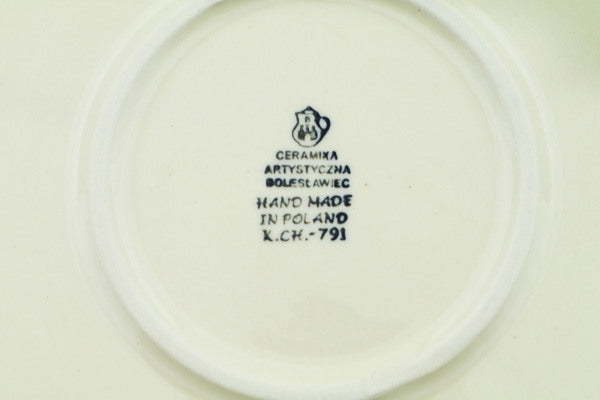 CERAMIKA
ARTYSTYCZNA
BOLESŁAWIEC
HAND MADE
IN POLAND
K.CH.-791